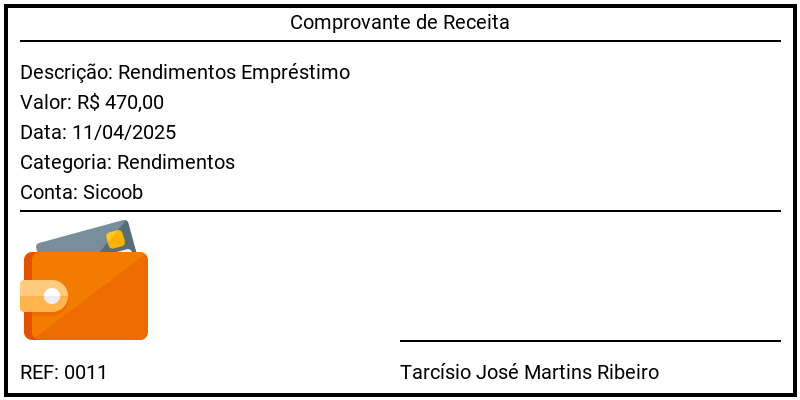 Comprovante de Receita
Descrição: Rendimentos Empréstimo
Valor: R$ 470,00
Data: 11/04/2025
Categoria: Rendimentos
Conta: Sicoob
REF: 0011
Tarcísio José Martins Ribeiro